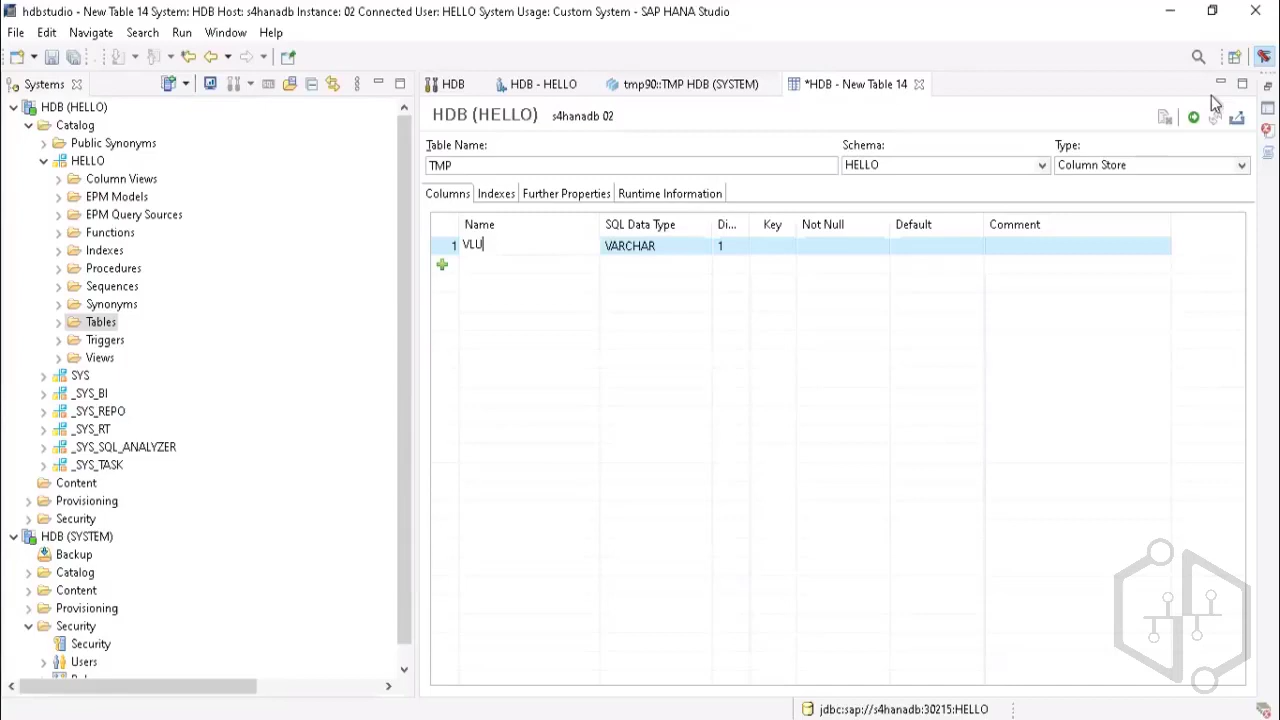 hdbstudio - New Table 14 System: HDB Host: s4hanadb Instance: 02 Connected User: HELLO System Usage: Custom System - SAP HANA Studio
File Edit Navigate Search Run Window Help
Systems
HDB (HELLO)
Catalog
Public Synonyms
HELLO
Column Views
EPM Models
EPM Query Sources
Functions
Indexes
Procedures
Sequences
Synonyms
Tables
Triggers
Views
SYS
_SYS_BI
_SYS_REPO
_SYS_RT
_SYS_SQL_ANALYZER
_SYS_TASK
Content
Provisioning
Security
HDB (SYSTEM)
Backup
Catalog
Content
Provisioning
Security
Security
Users
HDB HDB - HELLO tmp90::TMP HDB (SYSTEM) *HDB - New Table 14
HDB (HELLO) s4hanadb 02
Table Name: Schema: Type:
TMP HELLO Column Store
Columns Indexes Further Properties Runtime Information
Name SQL Data Type Di... Key Not Null Default Comment
1 VLU VARCHAR 1
jdbc:sap://s4hanadb:30215:HELLO